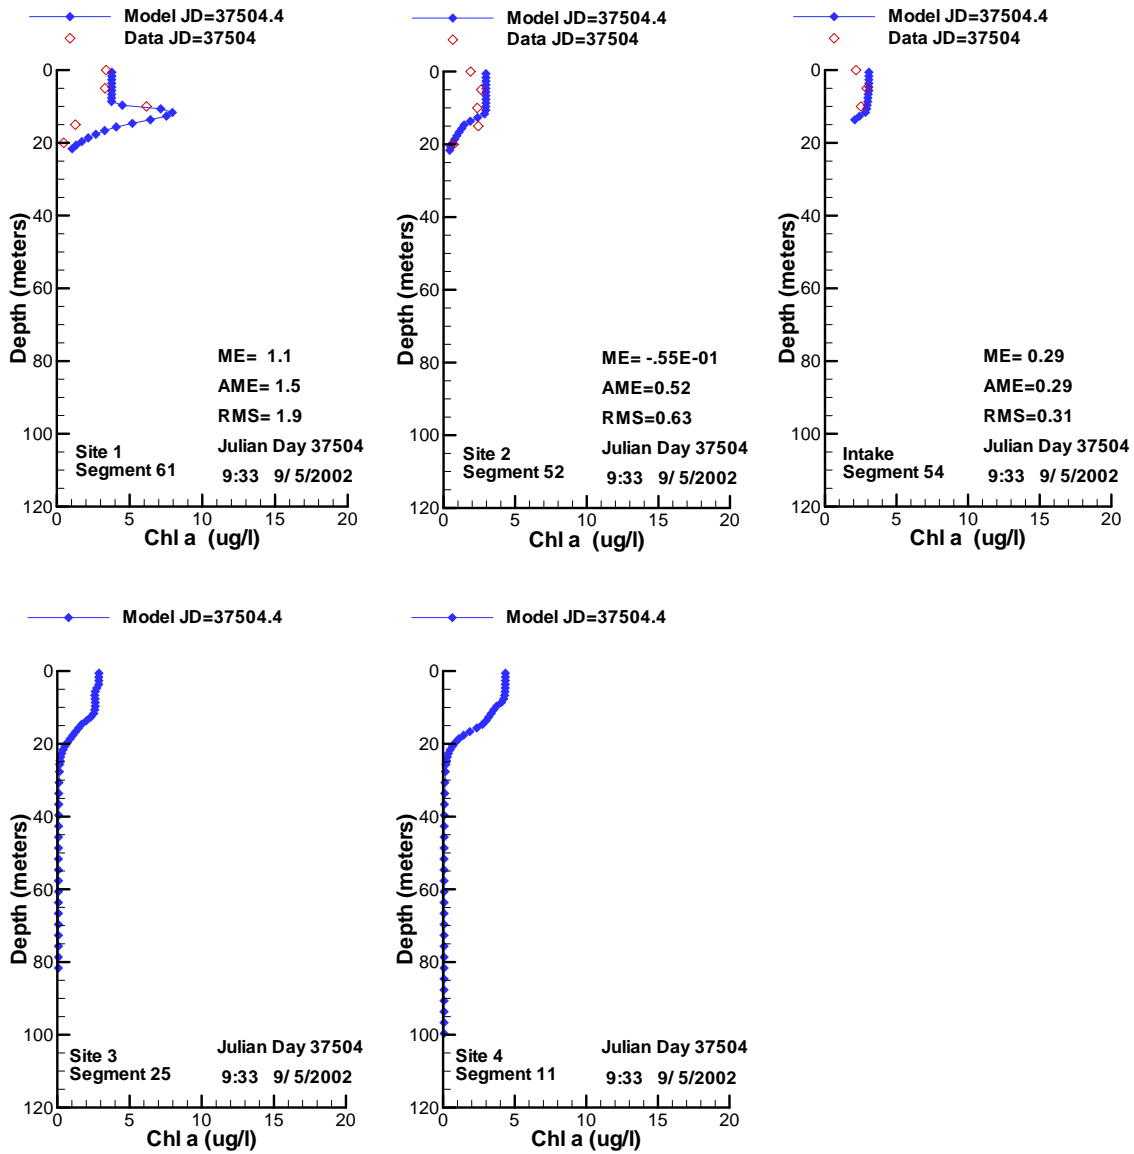 Model JD=37504.4
Data JD=37504
0
20
40
60
80
100
120
Depth (meters)
ME= 1.1
AME= 1.5
RMS= 1.9
Site 1
Segment 61
Julian Day 37504
9:33 9/ 5/2002
0 5 10 15 20
Chl a (ug/l)
Model JD=37504.4
Data JD=37504
0
20
40
60
80
100
120
Depth (meters)
ME= -.55E-01
AME=0.52
RMS=0.63
Site 2
Segment 52
Julian Day 37504
9:33 9/ 5/2002
0 5 10 15 20
Chl a (ug/l)
Model JD=37504.4
Data JD=37504
0
20
40
60
80
100
120
Depth (meters)
ME= 0.29
AME=0.29
RMS=0.31
Intake
Segment 54
Julian Day 37504
9:33 9/ 5/2002
0 5 10 15 20
Chl a (ug/l)
Model JD=37504.4
0
20
40
60
80
100
120
Depth (meters)
Site 3
Segment 25
Julian Day 37504
9:33 9/ 5/2002
0 5 10 15 20
Chl a (ug/l)
Model JD=37504.4
0
20
40
60
80
100
120
Depth (meters)
Site 4
Segment 11
Julian Day 37504
9:33 9/ 5/2002
0 5 10 15 20
Chl a (ug/l)